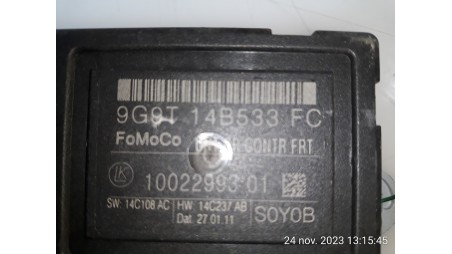 9G9T 14B533 FC
FoMoCo CONTR FRT
LK 10022993 01
SW: 14C108 AC HW: 14C237 AB
Dat. 27.01.11 S0Y0B
24 nov. 2023 13:15:45